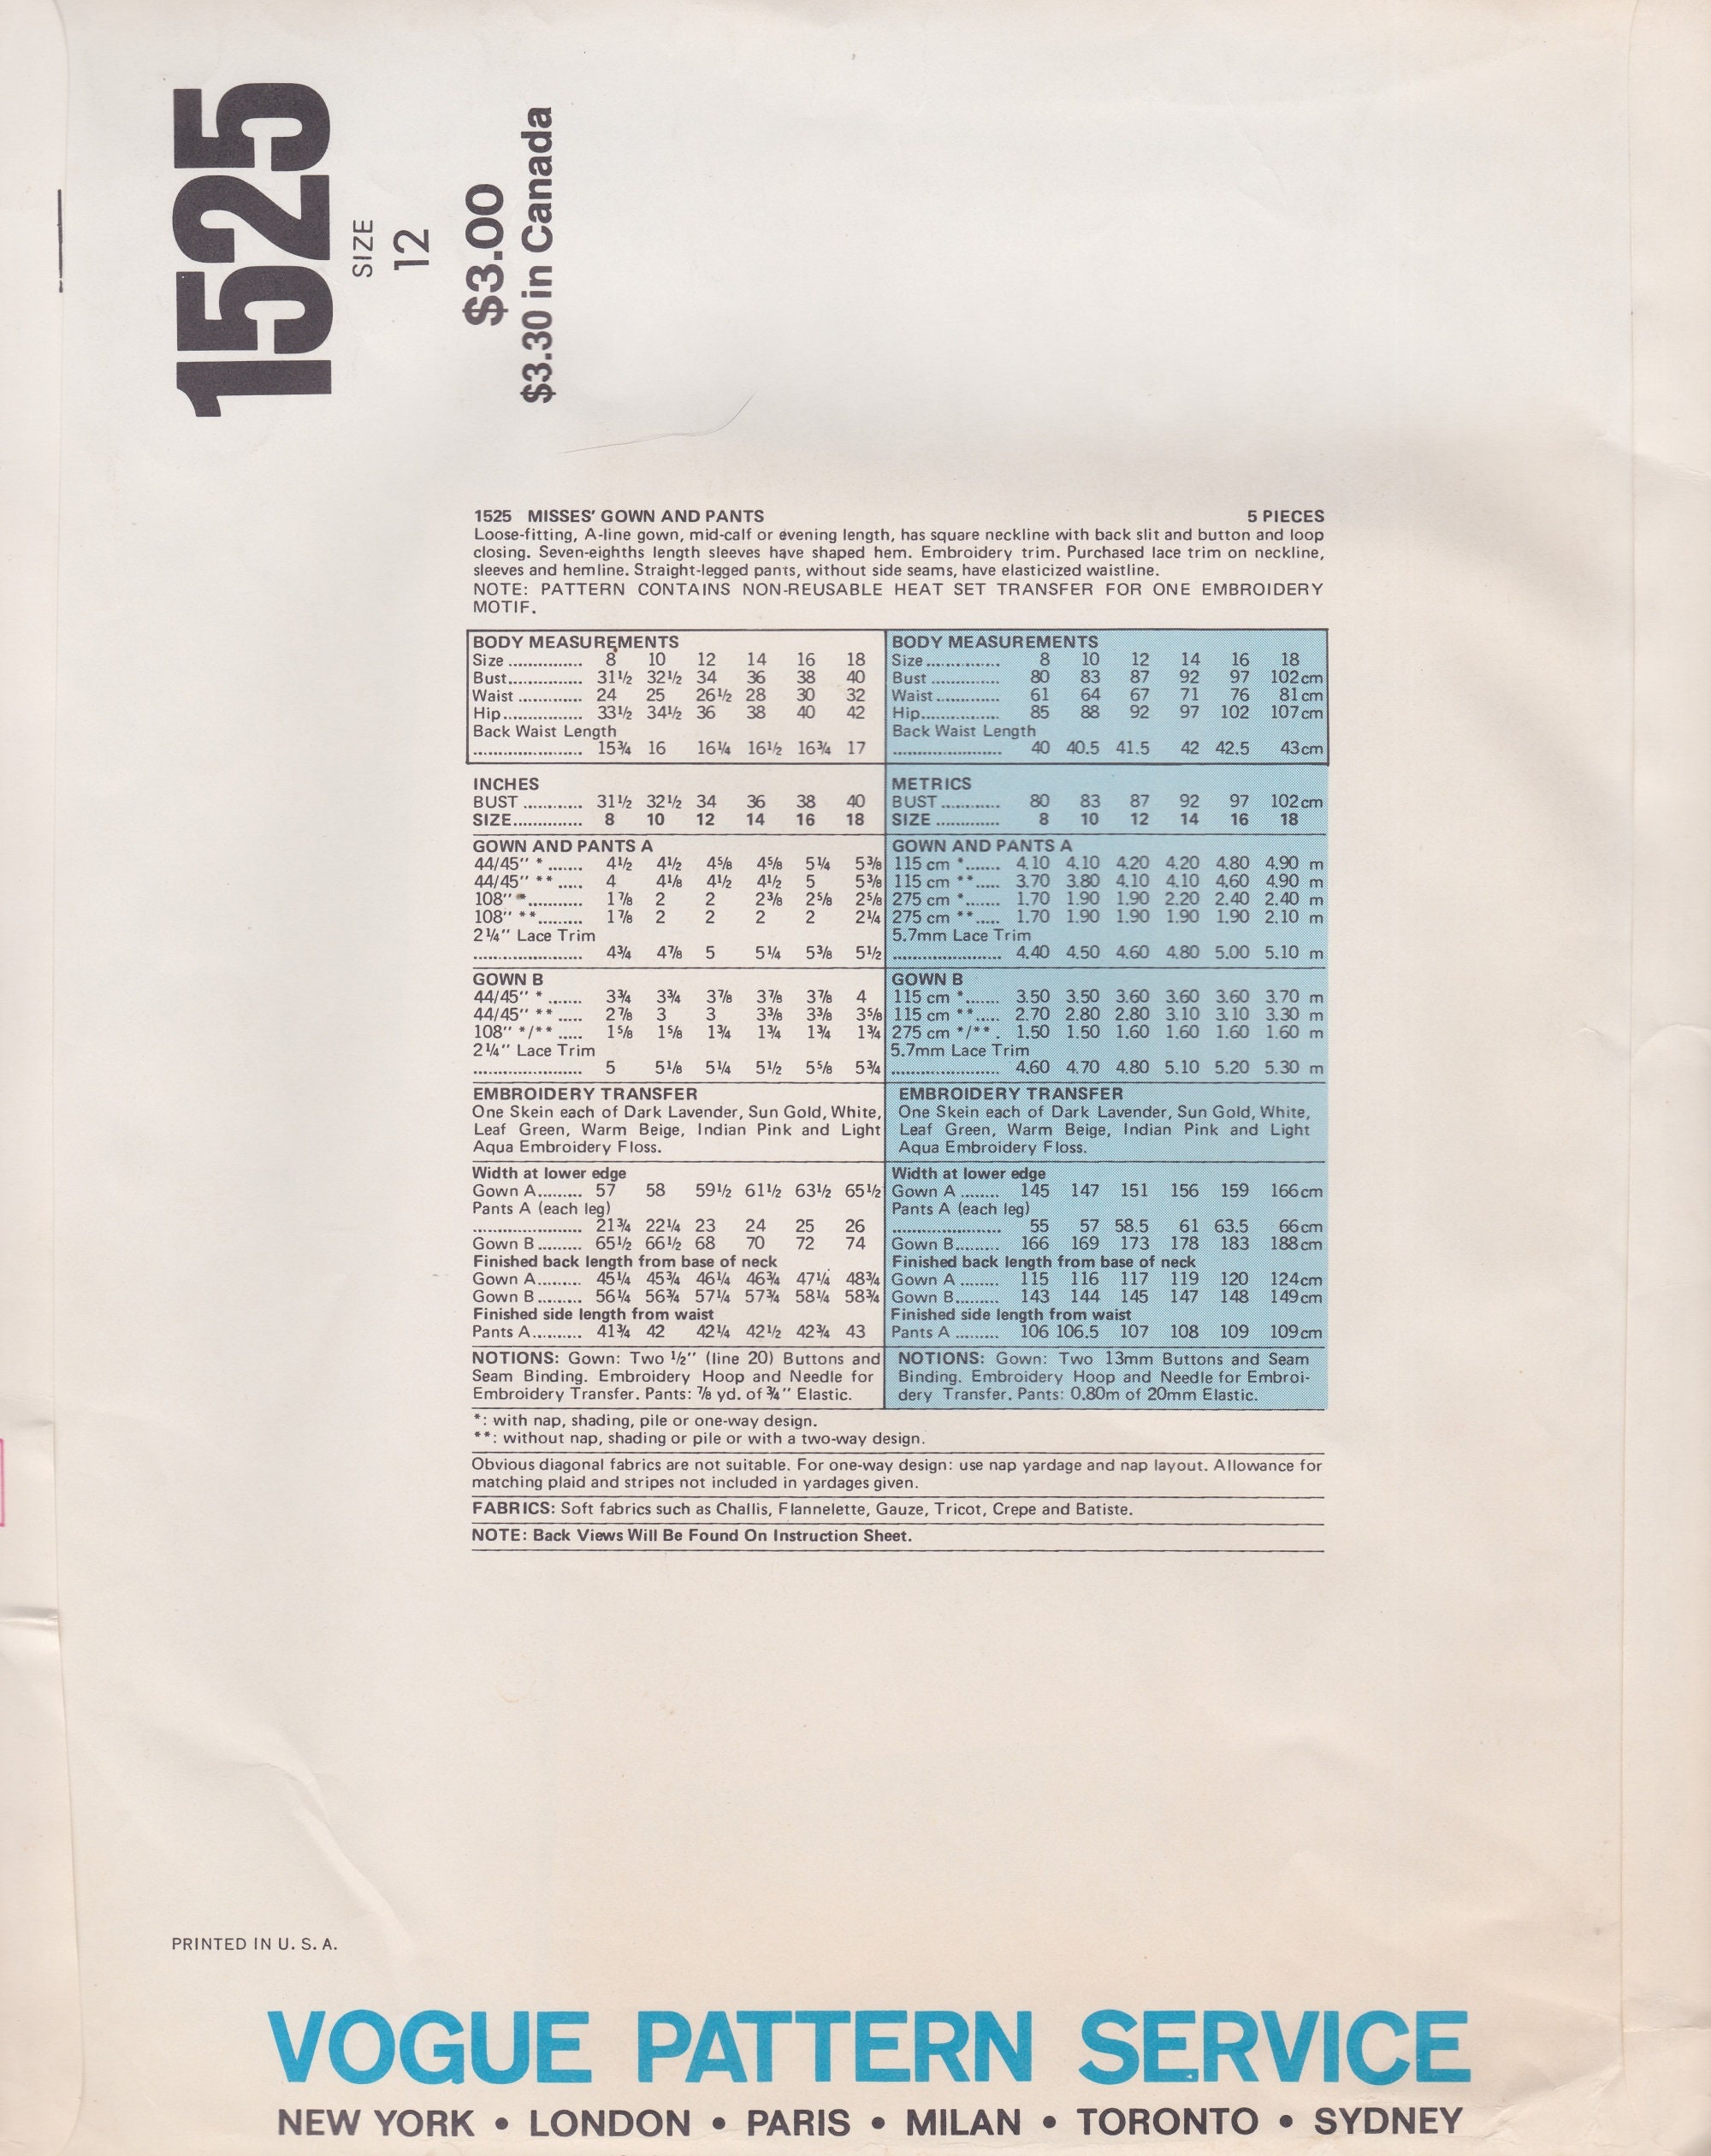 1525
SIZE
12
$3.00
$3.30 in Canada
1525 MISSES' GOWN AND PANTS 5 PIECES
Loose-fitting, A-line gown, mid-calf or evening length, has square neckline with back slit and button and loop
closing. Seven-eighths length sleeves have shaped hem. Embroidery trim. Purchased lace trim on neckline,
sleeves and hemline. Straight-legged pants, without side seams, have elasticized waistline.
NOTE: PATTERN CONTAINS NON-REUSABLE HEAT SET TRANSFER FOR ONE EMBROIDERY
MOTIF.
BODY MEASUREMENTS
Size ............... 8 10 12 14 16 18
Bust............... 31½ 32½ 34 36 38 40
Waist ............. 24 25 26½ 28 30 32
Hip................ 33½ 34½ 36 38 40 42
Back Waist Length
...................... 15¾ 16 16¼ 16½ 16¾ 17
INCHES
BUST ............ 31½ 32½ 34 36 38 40
SIZE.............. 8 10 12 14 16 18
GOWN AND PANTS A
44/45" * ....... 4½ 4½ 4⅝ 4⅝ 5¼ 5⅜
44/45" ** ..... 4 4⅛ 4½ 4½ 5 5⅜
108" *........... 1⅞ 2 2 2⅜ 2⅝ 2⅝
108" **......... 1⅞ 2 2 2 2 2¼
2¼" Lace Trim
...................... 4¾ 4⅞ 5 5¼ 5⅜ 5½
GOWN B
44/45" * ....... 3¾ 3¾ 3⅞ 3⅞ 3⅞ 4
44/45" ** ..... 2⅞ 3 3 3⅜ 3⅜ 3⅝
108" */** ..... 1⅝ 1⅝ 1¾ 1¾ 1¾ 1¾
2¼" Lace Trim
...................... 5 5⅛ 5¼ 5½ 5⅝ 5¾
EMBROIDERY TRANSFER
One Skein each of Dark Lavender, Sun Gold, White,
Leaf Green, Warm Beige, Indian Pink and Light
Aqua Embroidery Floss.
Width at lower edge
Gown A......... 57 58 59½ 61½ 63½ 65½
Pants A (each leg)
...................... 21¾ 22¼ 23 24 25 26
Gown B......... 65½ 66½ 68 70 72 74
Finished back length from base of neck
Gown A......... 45¼ 45¾ 46¼ 46¾ 47¼ 48¾
Gown B......... 56¼ 56¾ 57¼ 57¾ 58¼ 58¾
Finished side length from waist
Pants A.......... 41¾ 42 42¼ 42½ 42¾ 43
NOTIONS: Gown: Two ½" (line 20) Buttons and
Seam Binding. Embroidery Hoop and Needle for
Embroidery Transfer. Pants: ⅞ yd. of ¾" Elastic.
BODY MEASUREMENTS
Size............... 8 10 12 14 16 18
Bust .............. 80 83 87 92 97 102cm
Waist............. 61 64 67 71 76 81cm
Hip................ 85 88 92 97 102 107cm
Back Waist Length
...................... 40 40.5 41.5 42 42.5 43cm
METRICS
BUST ............ 80 83 87 92 97 102cm
SIZE ............. 8 10 12 14 16 18
GOWN AND PANTS A
115 cm *....... 4.10 4.10 4.20 4.20 4.80 4.90 m
115 cm **..... 3.70 3.80 4.10 4.10 4.60 4.90 m
275 cm *....... 1.70 1.90 1.90 2.20 2.40 2.40 m
275 cm **..... 1.70 1.90 1.90 1.90 1.90 2.10 m
5.7mm Lace Trim
...................... 4.40 4.50 4.60 4.80 5.00 5.10 m
GOWN B
115 cm *....... 3.50 3.50 3.60 3.60 3.60 3.70 m
115 cm **..... 2.70 2.80 2.80 3.10 3.10 3.30 m
275 cm */** . 1.50 1.50 1.60 1.60 1.60 1.60 m
5.7mm Lace Trim
...................... 4.60 4.70 4.80 5.10 5.20 5.30 m
EMBROIDERY TRANSFER
One Skein each of Dark Lavender, Sun Gold, White,
Leaf Green, Warm Beige, Indian Pink and Light
Aqua Embroidery Floss.
Width at lower edge
Gown A ........ 145 147 151 156 159 166cm
Pants A (each leg)
...................... 55 57 58.5 61 63.5 66cm
Gown B......... 166 169 173 178 183 188cm
Finished back length from base of neck
Gown A ........ 115 116 117 119 120 124cm
Gown B......... 143 144 145 147 148 149cm
Finished side length from waist
Pants A ......... 106 106.5 107 108 109 109cm
NOTIONS: Gown: Two 13mm Buttons and Seam
Binding. Embroidery Hoop and Needle for Embroi-
dery Transfer. Pants: 0.80m of 20mm Elastic.
*: with nap, shading, pile or one-way design.
**: without nap, shading or pile or with a two-way design.
Obvious diagonal fabrics are not suitable. For one-way design: use nap yardage and nap layout. Allowance for
matching plaid and stripes not included in yardages given.
FABRICS: Soft fabrics such as Challis, Flannelette, Gauze, Tricot, Crepe and Batiste.
NOTE: Back Views Will Be Found On Instruction Sheet.
PRINTED IN U. S. A.
VOGUE PATTERN SERVICE
NEW YORK • LONDON • PARIS • MILAN • TORONTO • SYDNEY